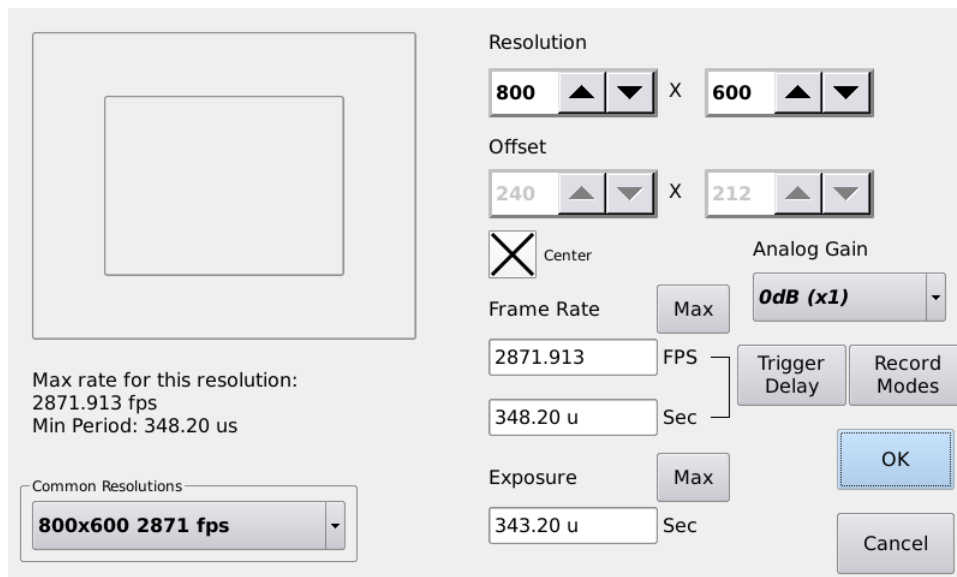 Resolution
800 X 600
Offset
240 X 212
Center
Analog Gain
0dB (x1)
Frame Rate Max
2871.913 FPS
348.20 u Sec
Trigger Delay
Record Modes
Max rate for this resolution:
2871.913 fps
Min Period: 348.20 us
Exposure Max
343.20 u Sec
OK
Cancel
Common Resolutions
800x600 2871 fps